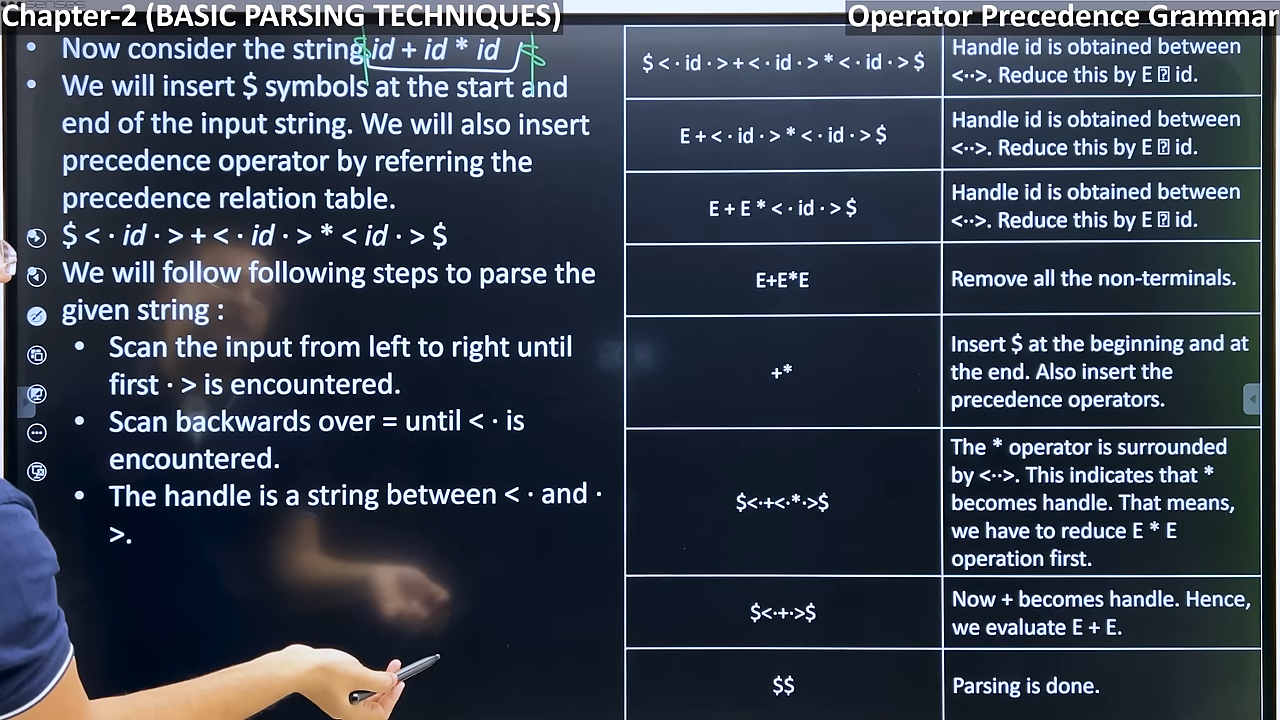 Chapter-2 (BASIC PARSING TECHNIQUES)
Operator Precedence Grammar
• Now consider the string id + id * id $
• We will insert $ symbols at the start and
end of the input string. We will also insert
precedence operator by referring the
precedence relation table.
$ < · id · > + < · id · > * < id · > $
We will follow following steps to parse the
given string :
• Scan the input from left to right until
first · > is encountered.
• Scan backwards over = until < · is
encountered.
• The handle is a string between < · and ·
>.
$ < · id · > + < · id · > * < · id · > $
Handle id is obtained between
<··>. Reduce this by E ⍰ id.
E + < · id · > * < · id · > $
Handle id is obtained between
<··>. Reduce this by E ⍰ id.
E + E * < · id · > $
Handle id is obtained between
<··>. Reduce this by E ⍰ id.
E+E*E
Remove all the non-terminals.
+*
Insert $ at the beginning and at
the end. Also insert the
precedence operators.
$<·+<·*·>$
The * operator is surrounded
by <··>. This indicates that *
becomes handle. That means,
we have to reduce E * E
operation first.
$<·+·>$
Now + becomes handle. Hence,
we evaluate E + E.
$$
Parsing is done.